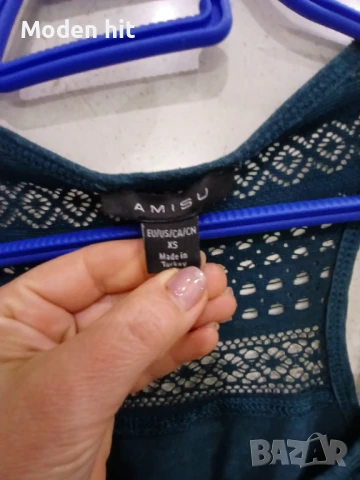 Moden hit
AMISU
EU/US/CA/CN
XS
Made in
Turkey
BAZAR